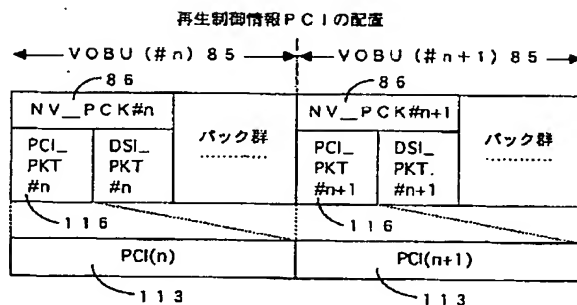 再生制御情報PCIの配置
VOBU(#n)85 VOBU(#n+1)85
86 86
NV_PCK#n パック群 NV_PCK#n+1 パック群
PCI_ DSI_ ......... PCI_ DSI_ .........
PKT PKT PKT PKT.
#n #n #n+1 #n+1
116 116
PCI(n) PCI(n+1)
113 113